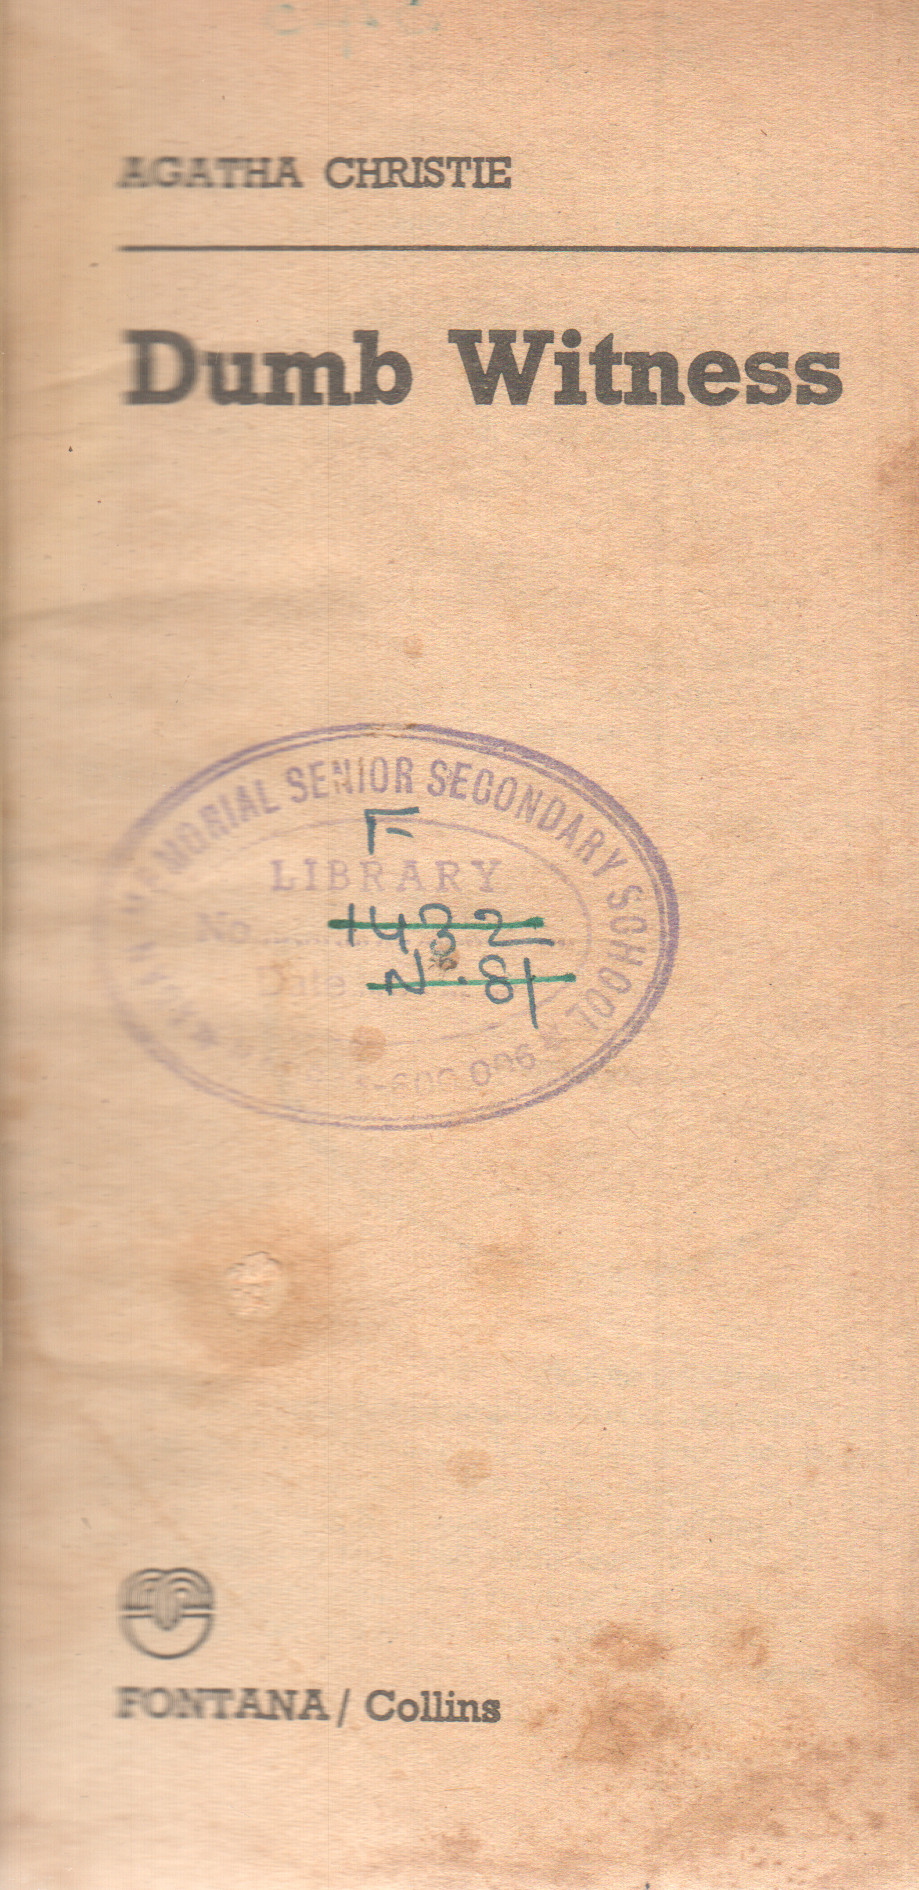 AGATHA CHRISTIE
Dumb Witness
MEMORIAL SENIOR SECONDARY SCHOOL
F
LIBRARY
No
1432
Date
N. 81
FONTANA / Collins